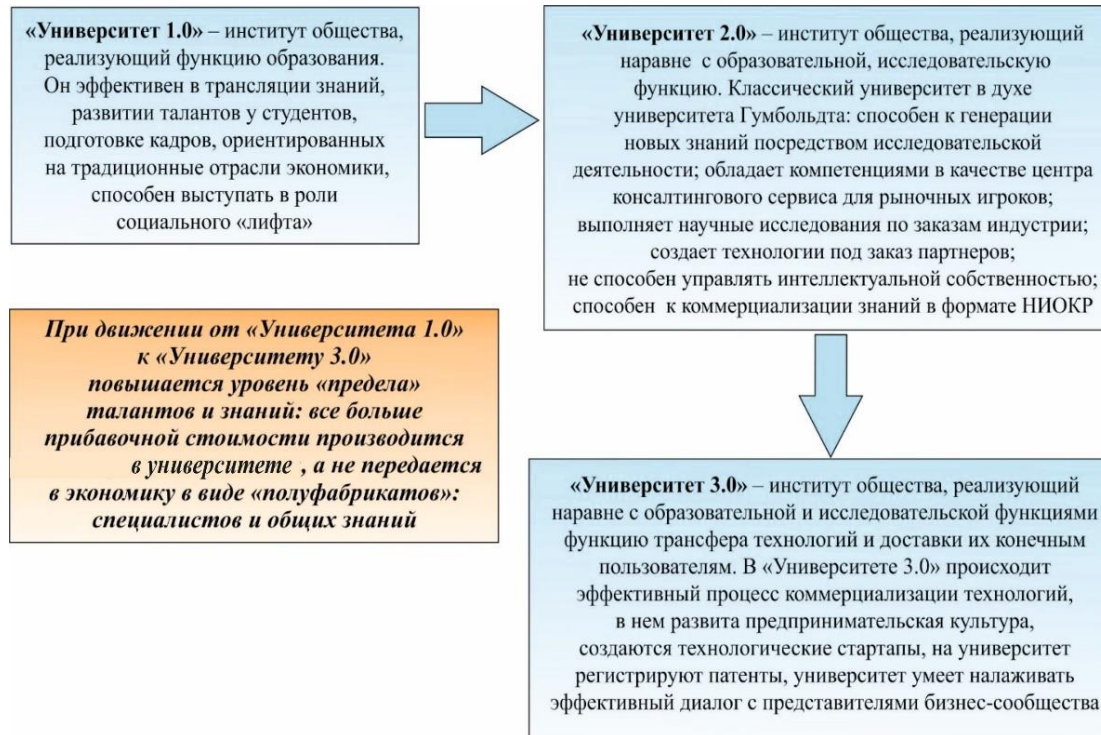 «Университет 1.0» – институт общества,
реализующий функцию образования.
Он эффективен в трансляции знаний,
развитии талантов у студентов,
подготовке кадров, ориентированных
на традиционные отрасли экономики,
способен выступать в роли
социального «лифта»
«Университет 2.0» – институт общества, реализующий
наравне с образовательной, исследовательскую
функцию. Классический университет в духе
университета Гумбольдта: способен к генерации
новых знаний посредством исследовательской
деятельности; обладает компетенциями в качестве центра
консалтингового сервиса для рыночных игроков;
выполняет научные исследования по заказам индустрии;
создает технологии под заказ партнеров;
не способен управлять интеллектуальной собственностью;
способен к коммерциализации знаний в формате НИОКР
При движении от «Университета 1.0»
к «Университету 3.0»
повышается уровень «предела»
талантов и знаний: все больше
прибавочной стоимости производится
в университете , а не передается
в экономику в виде «полуфабрикатов»:
специалистов и общих знаний
«Университет 3.0» – институт общества, реализующий
наравне с образовательной и исследовательской функциями
функцию трансфера технологий и доставки их конечным
пользователям. В «Университете 3.0» происходит
эффективный процесс коммерциализации технологий,
в нем развита предпринимательская культура,
создаются технологические стартапы, на университет
регистрируют патенты, университет умеет налаживать
эффективный диалог с представителями бизнес-сообщества